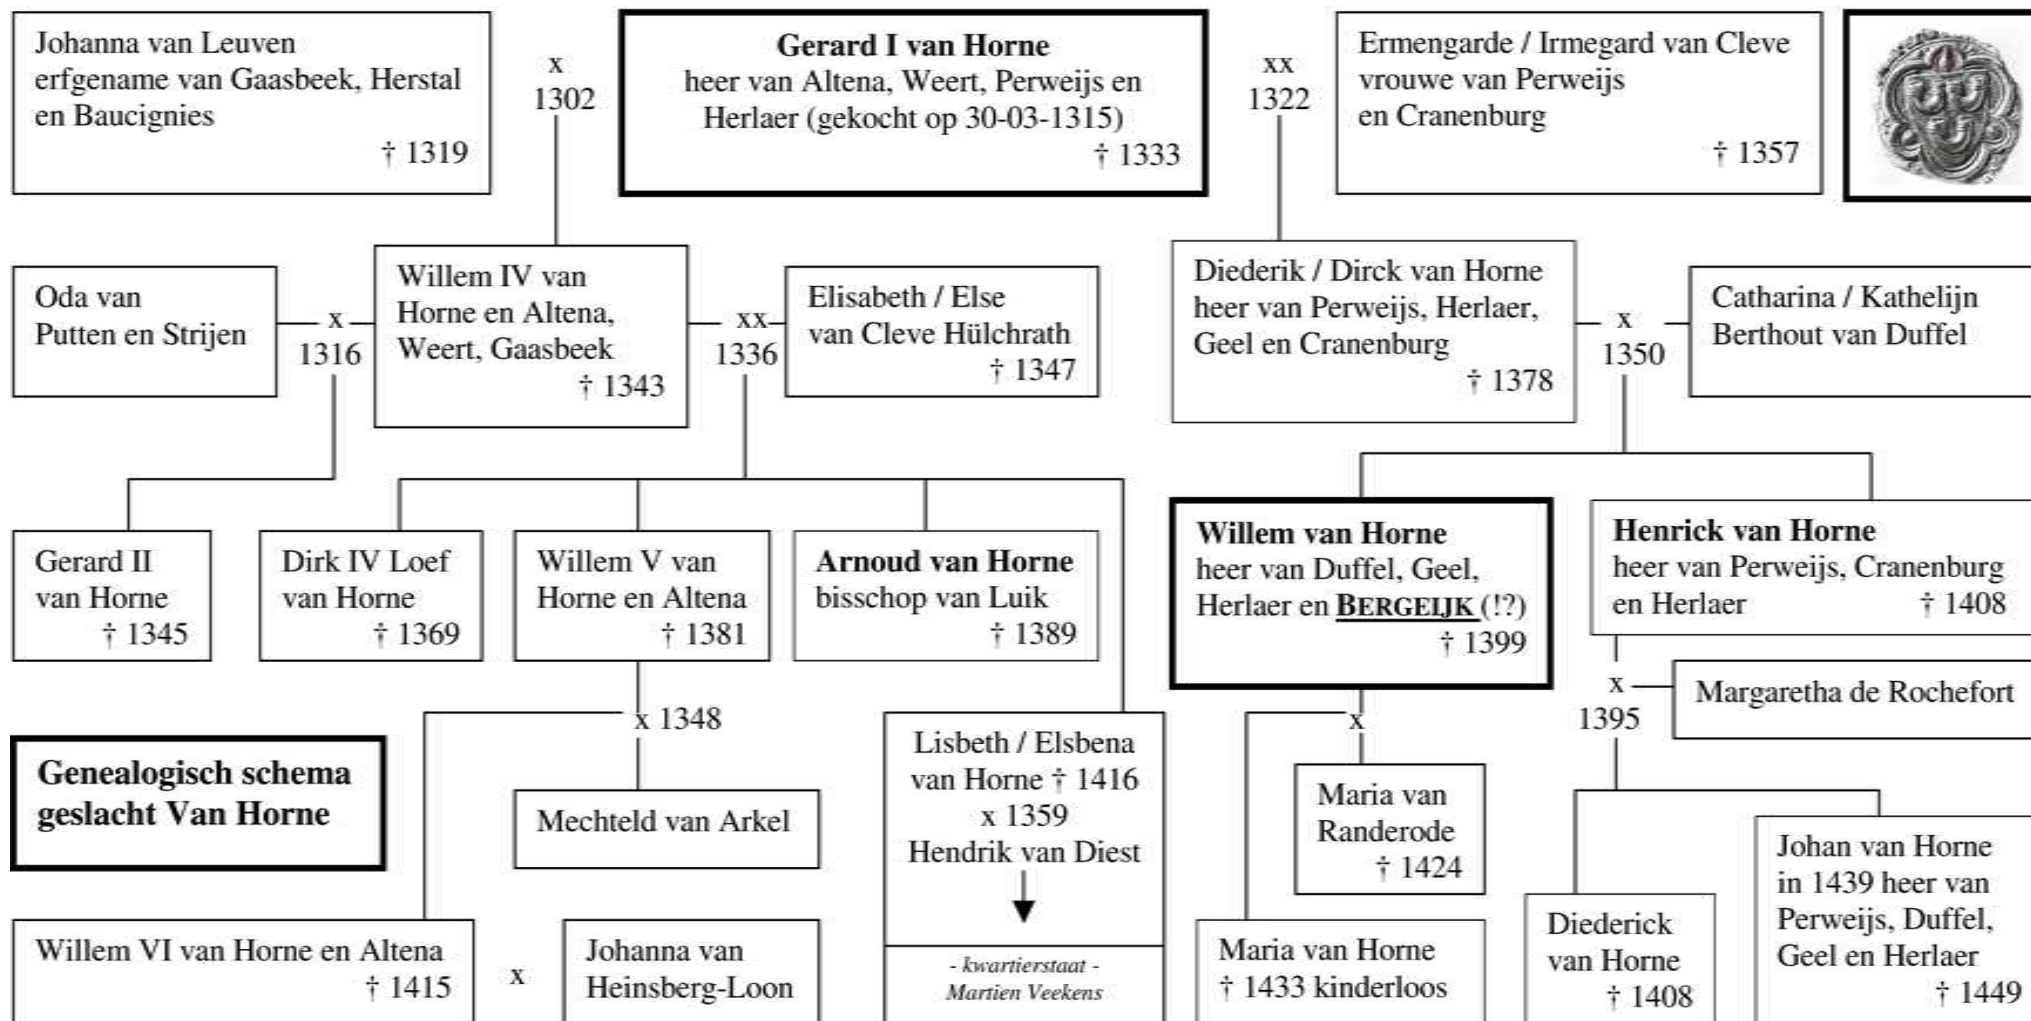 Johanna van Leuven
erfgename van Gaasbeek, Herstal
en Baucignies
† 1319
x
1302
Gerard I van Horne
heer van Altena, Weert, Perweijs en
Herlaer (gekocht op 30-03-1315)
† 1333
xx
1322
Ermengarde / Irmegard van Cleve
vrouwe van Perweijs
en Cranenburg
† 1357
Oda van
Putten en Strijen
x
1316
Willem IV van
Horne en Altena,
Weert, Gaasbeek
† 1343
xx
1336
Elisabeth / Else
van Cleve Hülchrath
† 1347
Diederik / Dirck van Horne
heer van Perweijs, Herlaer,
Geel en Cranenburg
† 1378
x
1350
Catharina / Kathelijn
Berthout van Duffel
Gerard II
van Horne
† 1345
Dirk IV Loef
van Horne
† 1369
Willem V van
Horne en Altena
† 1381
Arnoud van Horne
bisschop van Luik
† 1389
Willem van Horne
heer van Duffel, Geel,
Herlaer en BERGEIJK (!?)
† 1399
Henrick van Horne
heer van Perweijs, Cranenburg
en Herlaer † 1408
x
1395
Margaretha de Rochefort
Genealogisch schema
geslacht Van Horne
x 1348
Mechteld van Arkel
Lisbeth / Elsbena
van Horne † 1416
x 1359
Hendrik van Diest
- kwartierstaat -
Martien Veekens
x
Maria van
Randerode
† 1424
Willem VI van Horne en Altena
† 1415
x
Johanna van
Heinsberg-Loon
Maria van Horne
† 1433 kinderloos
Diederick
van Horne
† 1408
Johan van Horne
in 1439 heer van
Perweijs, Duffel,
Geel en Herlaer
† 1449